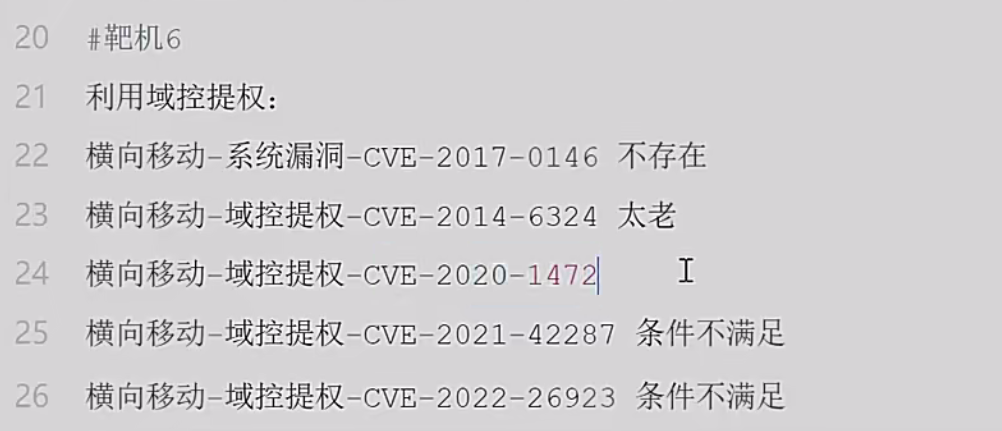 20 #靶机6
21 利用域控提权：
22 横向移动-系统漏洞-CVE-2017-0146 不存在
23 横向移动-域控提权-CVE-2014-6324 太老
24 横向移动-域控提权-CVE-2020-1472
25 横向移动-域控提权-CVE-2021-42287 条件不满足
26 横向移动-域控提权-CVE-2022-26923 条件不满足